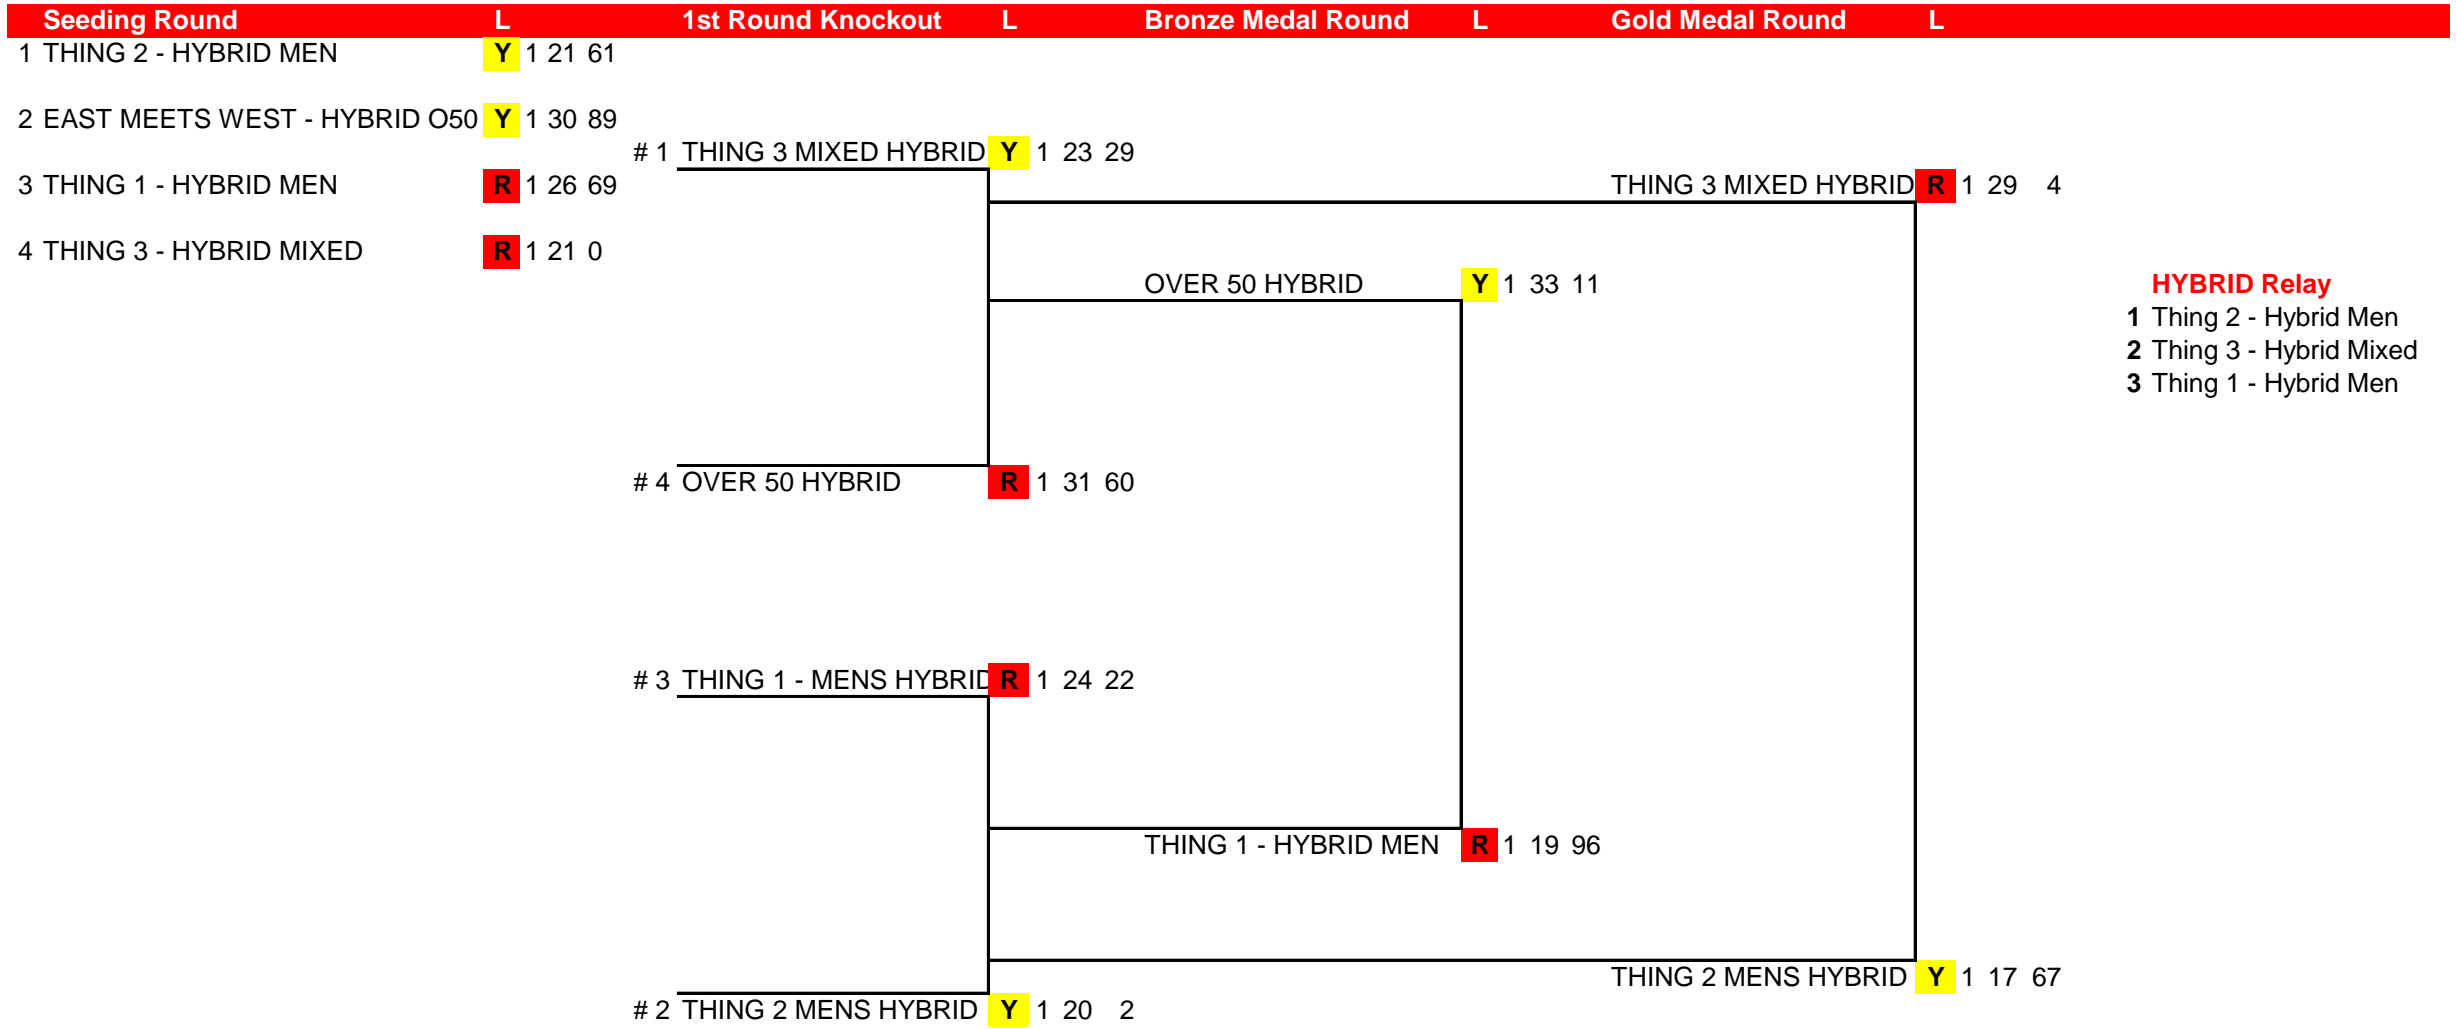 Seeding Round L 1st Round Knockout L Bronze Medal Round L Gold Medal Round L
1 THING 2 - HYBRID MEN Y 1 21 61
2 EAST MEETS WEST - HYBRID O50 Y 1 30 89
# 1 THING 3 MIXED HYBRID Y 1 23 29
3 THING 1 - HYBRID MEN R 1 26 69
THING 3 MIXED HYBRID R 1 29 4
4 THING 3 - HYBRID MIXED R 1 21 0
OVER 50 HYBRID Y 1 33 11
HYBRID Relay
1 Thing 2 - Hybrid Men
2 Thing 3 - Hybrid Mixed
3 Thing 1 - Hybrid Men
# 4 OVER 50 HYBRID R 1 31 60
# 3 THING 1 - MENS HYBRID R 1 24 22
THING 1 - HYBRID MEN R 1 19 96
THING 2 MENS HYBRID Y 1 17 67
# 2 THING 2 MENS HYBRID Y 1 20 2